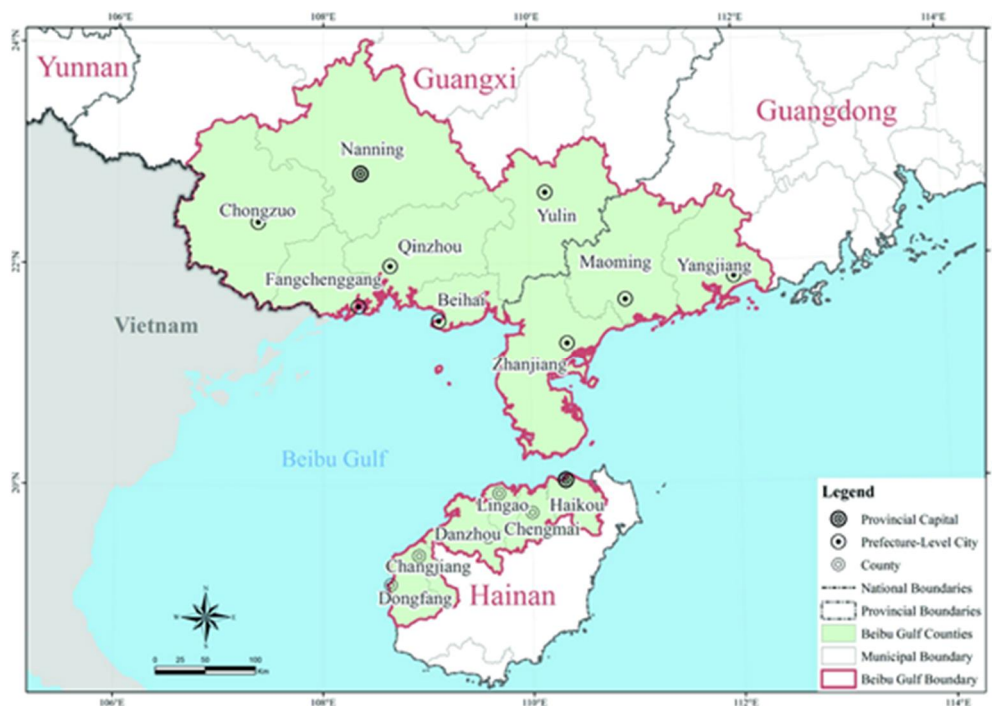 106°E 108°E 110°E 112°E 114°E
24°N
Yunnan
Guangxi
Guangdong
Nanning
Chongzuo
Yulin
Qinzhou
22°N 22°N
Maoming
Yangjiang
Fangchenggang
Beihai
Vietnam
Zhanjiang
Beibu Gulf
20°N
Lingao
Haikou
Chengmai
Danzhou
Changjiang
Dongfang
Hainan
Legend
Provincial Capital
Prefecture-Level City
County
National Boundaries
Provincial Boundaries
Beibu Gulf Counties
Municipal Boundary
Beibu Gulf Boundary
N
W E
S
0 25 50 100
Km
106°E 108°E 110°E 112°E 114°E